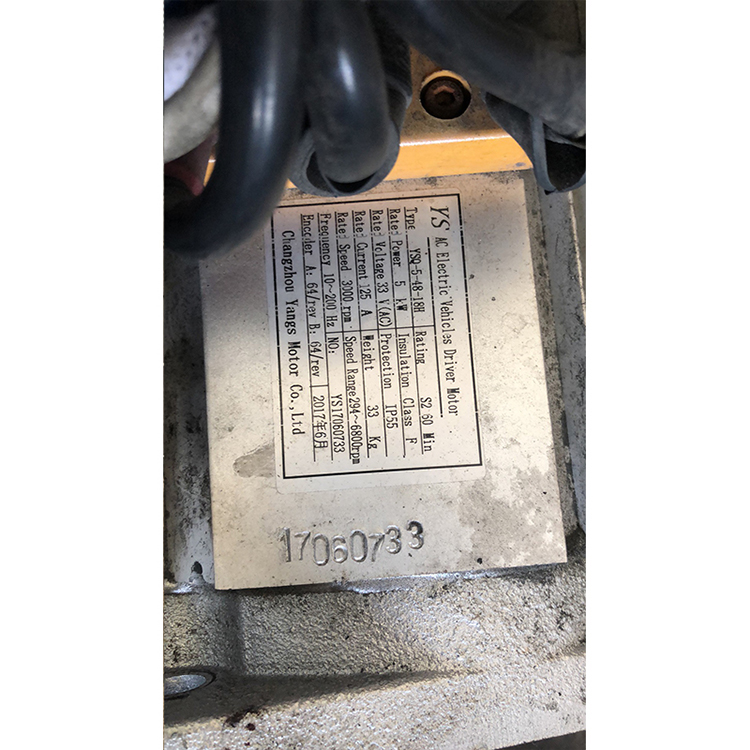 YS AC Electric Vehicles Driver Motor
Type YSQ-5-48-18H Rating S2 60 Min
Rated Power 5 kW Insulation Class F
Rated Voltage 33 V(AC) Protection IP55
Rated Current 125 A Weight 33 Kg
Rated Speed 3000 rpm Speed Range 294~6800rpm
Frequency 10~200 Hz NO: YS17060733
Encoder A: 64/rev B: 64/rev 2017年6月
Changzhou Yangs Motor Co.,Ltd
17060733